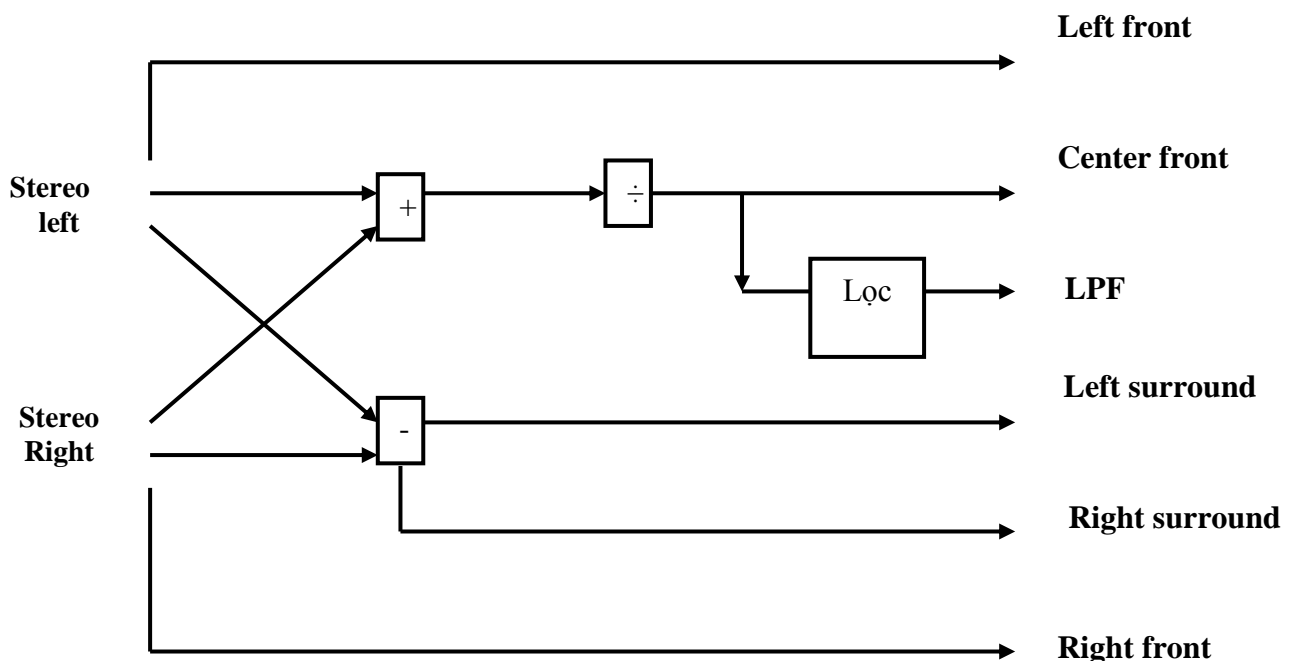 Left front
Center front
Stereo
left
+
÷
Lọc
LPF
Left surround
Stereo
Right
-
Right surround
Right front